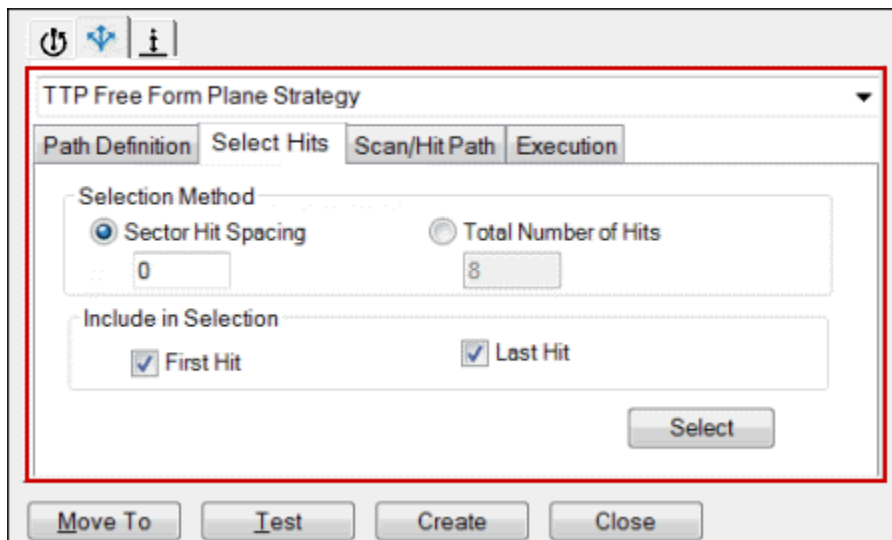 TTP Free Form Plane Strategy
Path Definition Select Hits Scan/Hit Path Execution
Selection Method
Sector Hit Spacing Total Number of Hits
0 8
Include in Selection
First Hit Last Hit
Select
Move To Test Create Close